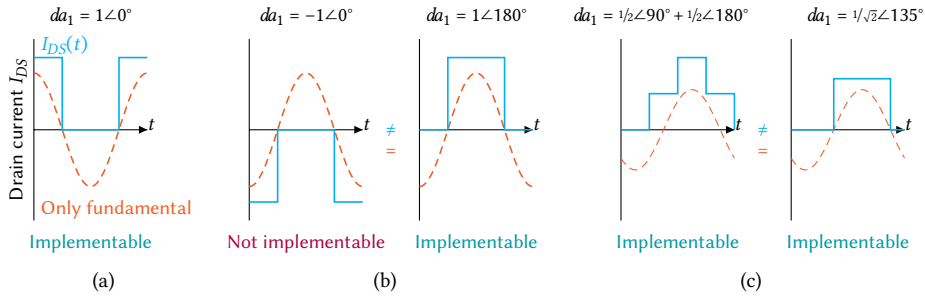 da₁ = 1∠0°
da₁ = −1∠0°
da₁ = 1∠180°
da₁ = ½∠90° + ½∠180°
da₁ = 1/√2∠135°
Drain current I_DS
I_DS(t)
t
Only fundamental
Implementable
t
≠
=
t
Not implementable
Implementable
t
≠
=
t
Implementable
Implementable
(a)
(b)
(c)